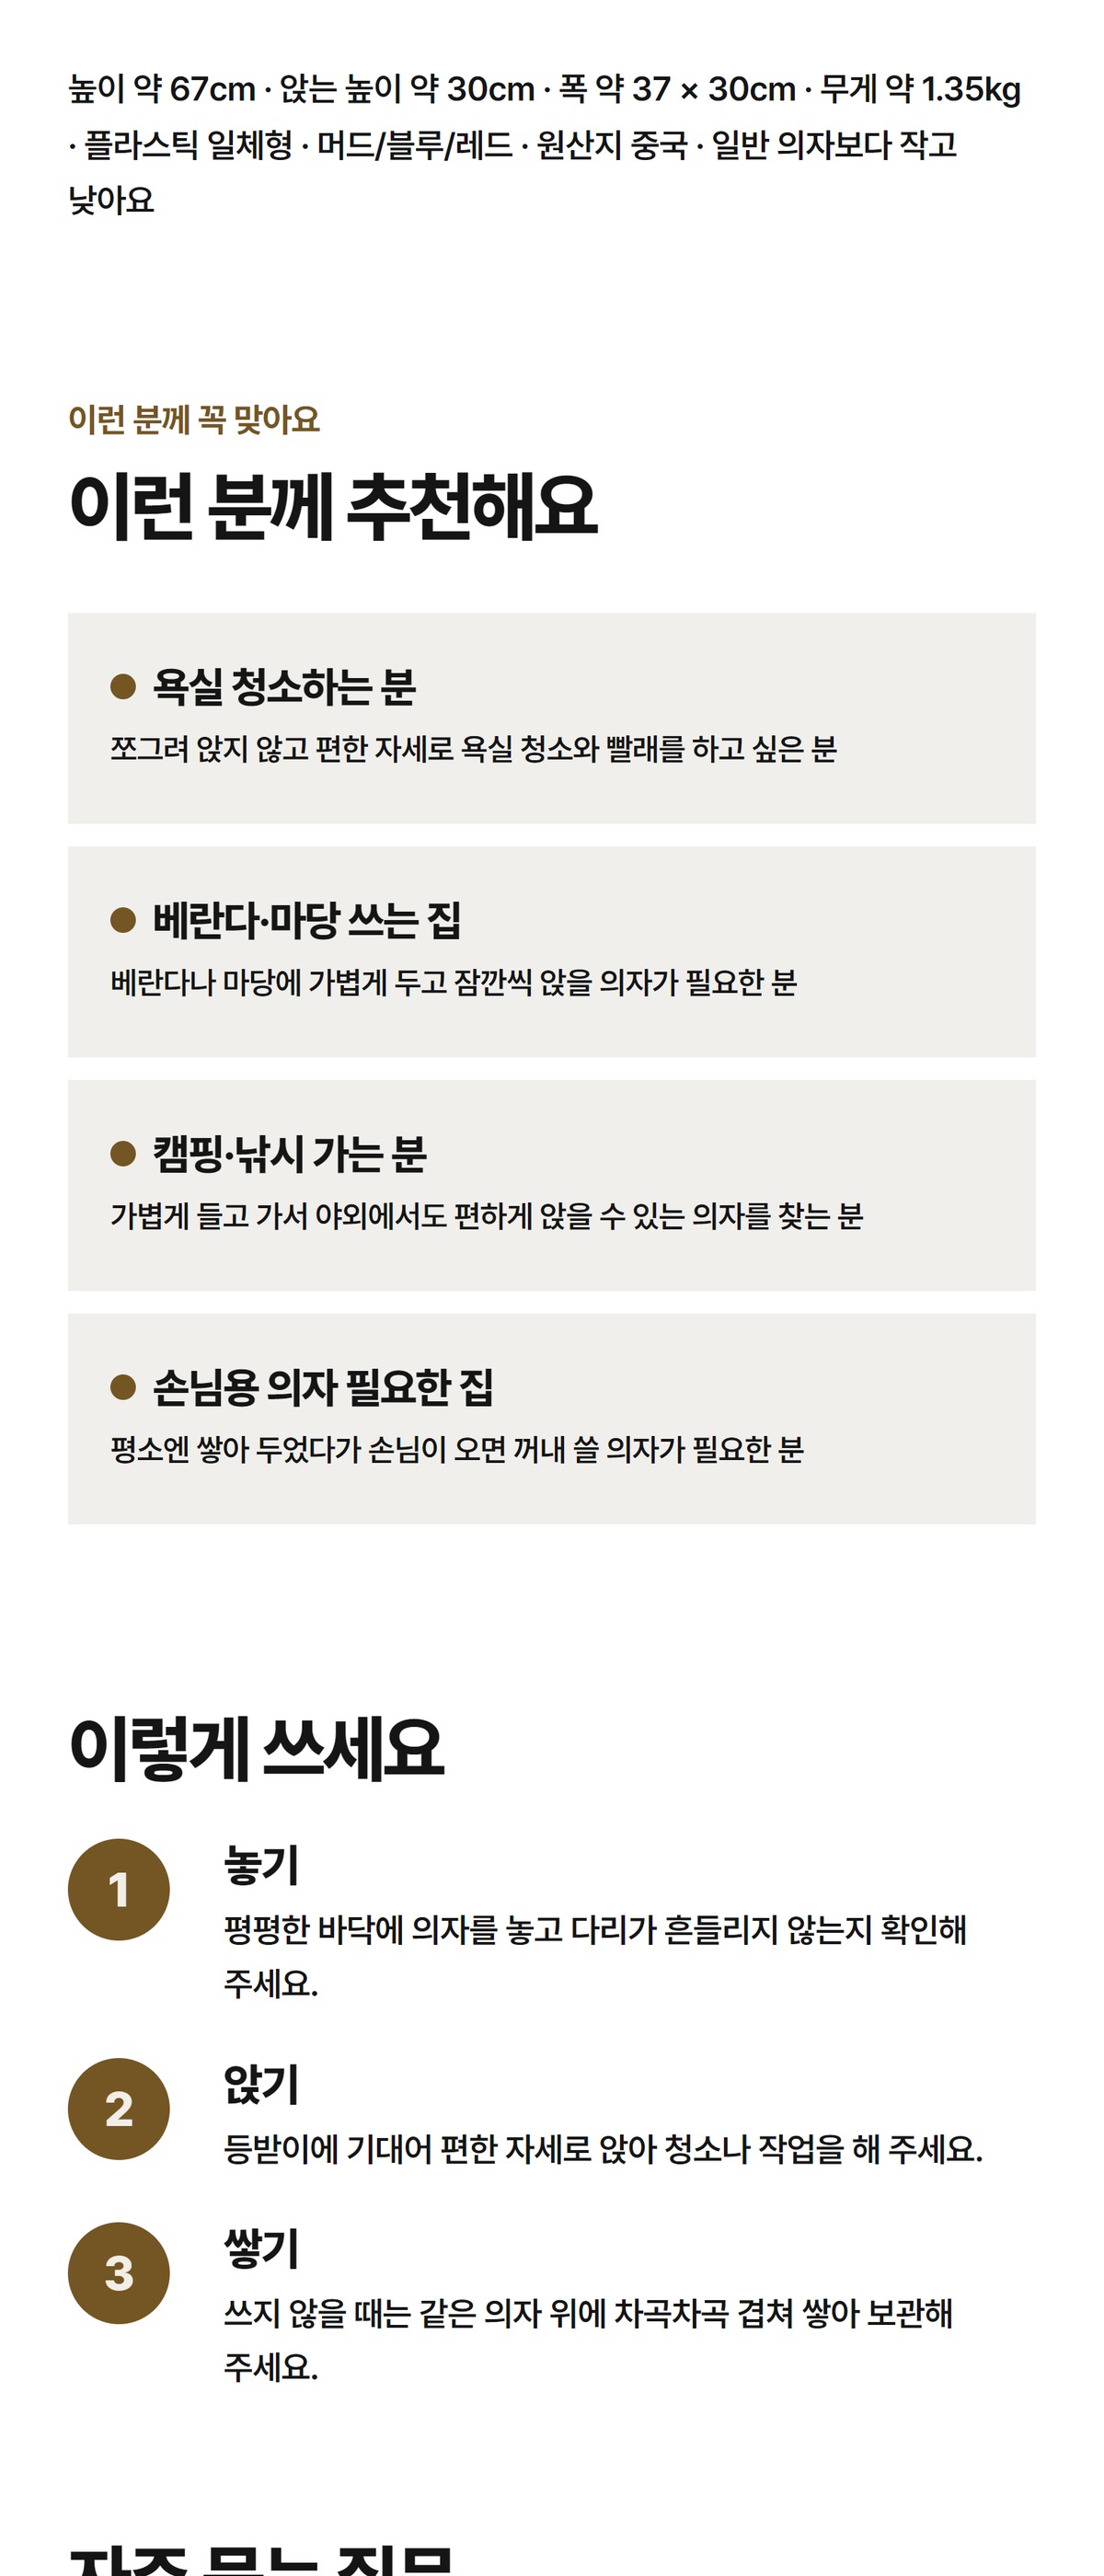 높이 약 67cm · 앉는 높이 약 30cm · 폭 약 37 × 30cm · 무게 약 1.35kg
· 플라스틱 일체형 · 머드/블루/레드 · 원산지 중국 · 일반 의자보다 작고
낮아요
이런 분께 꼭 맞아요
이런 분께 추천해요
욕실 청소하는 분
쪼그려 앉지 않고 편한 자세로 욕실 청소와 빨래를 하고 싶은 분
베란다·마당 쓰는 집
베란다나 마당에 가볍게 두고 잠깐씩 앉을 의자가 필요한 분
캠핑·낚시 가는 분
가볍게 들고 가서 야외에서도 편하게 앉을 수 있는 의자를 찾는 분
손님용 의자 필요한 집
평소엔 쌓아 두었다가 손님이 오면 꺼내 쓸 의자가 필요한 분
이렇게 쓰세요
1
놓기
평평한 바닥에 의자를 놓고 다리가 흔들리지 않는지 확인해
주세요.
2
앉기
등받이에 기대어 편한 자세로 앉아 청소나 작업을 해 주세요.
3
쌓기
쓰지 않을 때는 같은 의자 위에 차곡차곡 겹쳐 쌓아 보관해
주세요.
자주 묻는 질문